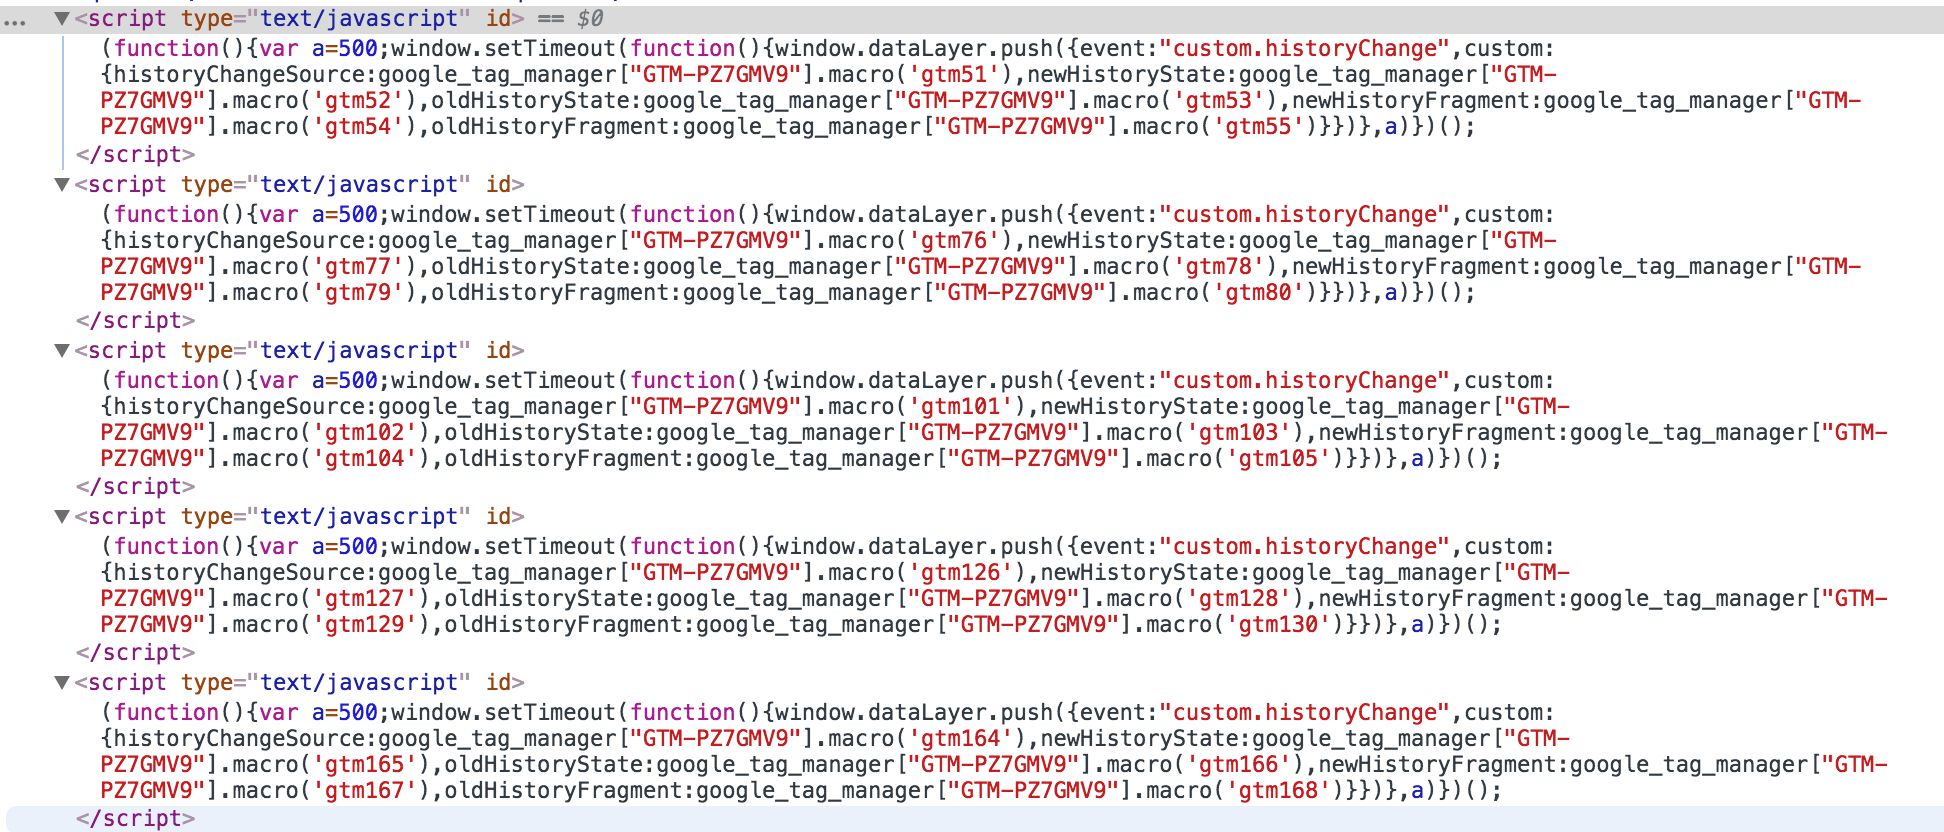 ... ▼<script type="text/javascript" id> == $0
(function(){var a=500;window.setTimeout(function(){window.dataLayer.push({event:"custom.historyChange",custom:
{historyChangeSource:google_tag_manager["GTM-PZ7GMV9"].macro('gtm51'),newHistoryState:google_tag_manager["GTM-
PZ7GMV9"].macro('gtm52'),oldHistoryState:google_tag_manager["GTM-PZ7GMV9"].macro('gtm53'),newHistoryFragment:google_tag_manager["GTM-
PZ7GMV9"].macro('gtm54'),oldHistoryFragment:google_tag_manager["GTM-PZ7GMV9"].macro('gtm55')}})},a)})();
</script>
▼<script type="text/javascript" id>
(function(){var a=500;window.setTimeout(function(){window.dataLayer.push({event:"custom.historyChange",custom:
{historyChangeSource:google_tag_manager["GTM-PZ7GMV9"].macro('gtm76'),newHistoryState:google_tag_manager["GTM-
PZ7GMV9"].macro('gtm77'),oldHistoryState:google_tag_manager["GTM-PZ7GMV9"].macro('gtm78'),newHistoryFragment:google_tag_manager["GTM-
PZ7GMV9"].macro('gtm79'),oldHistoryFragment:google_tag_manager["GTM-PZ7GMV9"].macro('gtm80')}})},a)})();
</script>
▼<script type="text/javascript" id>
(function(){var a=500;window.setTimeout(function(){window.dataLayer.push({event:"custom.historyChange",custom:
{historyChangeSource:google_tag_manager["GTM-PZ7GMV9"].macro('gtm101'),newHistoryState:google_tag_manager["GTM-
PZ7GMV9"].macro('gtm102'),oldHistoryState:google_tag_manager["GTM-PZ7GMV9"].macro('gtm103'),newHistoryFragment:google_tag_manager["GTM-
PZ7GMV9"].macro('gtm104'),oldHistoryFragment:google_tag_manager["GTM-PZ7GMV9"].macro('gtm105')}})},a)})();
</script>
▼<script type="text/javascript" id>
(function(){var a=500;window.setTimeout(function(){window.dataLayer.push({event:"custom.historyChange",custom:
{historyChangeSource:google_tag_manager["GTM-PZ7GMV9"].macro('gtm126'),newHistoryState:google_tag_manager["GTM-
PZ7GMV9"].macro('gtm127'),oldHistoryState:google_tag_manager["GTM-PZ7GMV9"].macro('gtm128'),newHistoryFragment:google_tag_manager["GTM-
PZ7GMV9"].macro('gtm129'),oldHistoryFragment:google_tag_manager["GTM-PZ7GMV9"].macro('gtm130')}})},a)})();
</script>
▼<script type="text/javascript" id>
(function(){var a=500;window.setTimeout(function(){window.dataLayer.push({event:"custom.historyChange",custom:
{historyChangeSource:google_tag_manager["GTM-PZ7GMV9"].macro('gtm164'),newHistoryState:google_tag_manager["GTM-
PZ7GMV9"].macro('gtm165'),oldHistoryState:google_tag_manager["GTM-PZ7GMV9"].macro('gtm166'),newHistoryFragment:google_tag_manager["GTM-
PZ7GMV9"].macro('gtm167'),oldHistoryFragment:google_tag_manager["GTM-PZ7GMV9"].macro('gtm168')}})},a)})();
</script>